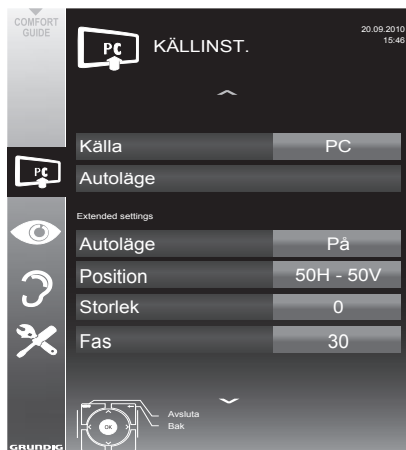 COMFORT
GUIDE
PC
KÄLLINST.
20.09.2010
15:46
Källa
PC
Autoläge
PC
Extended settings
Autoläge
På
Position
50H - 50V
Storlek
0
Fas
30
Avsluta
Bak
OK
GRUNDIG